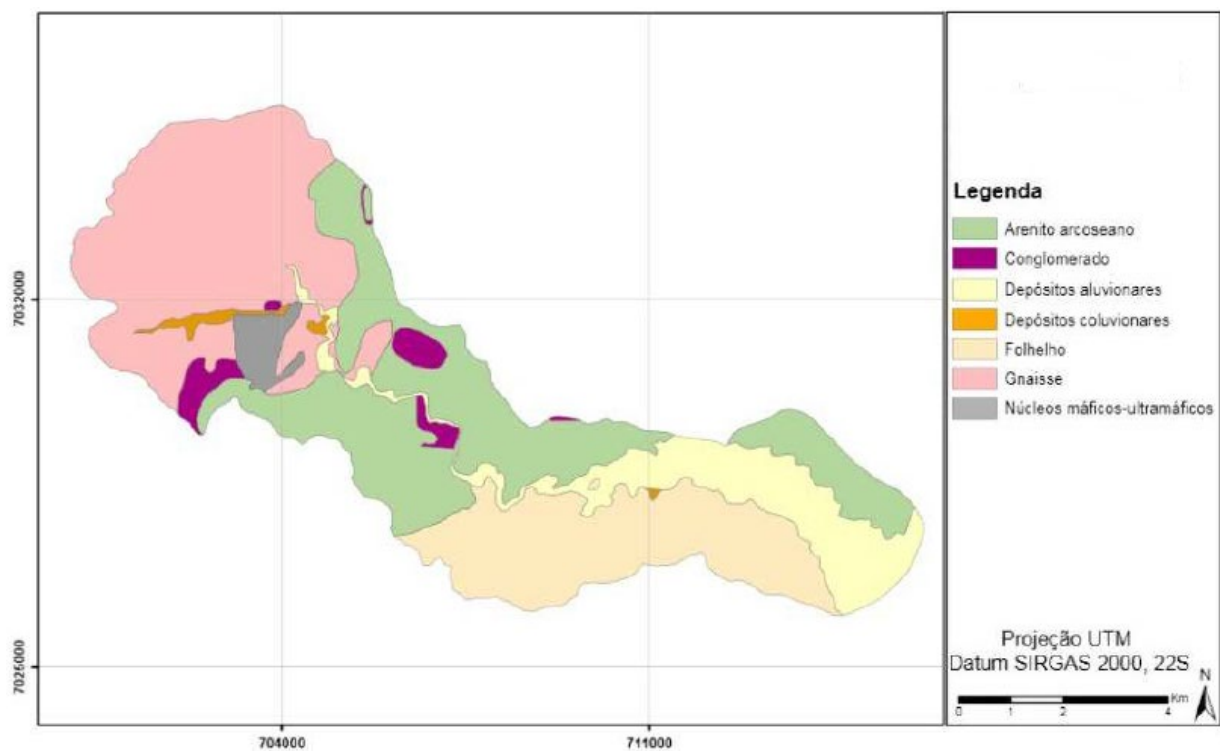 Legenda
Arenito arcoseano
Conglomerado
Depósitos aluvionares
Depósitos coluvionares
Folhelho
Gnaisse
Núcleos máficos-ultramáficos
Projeção UTM
Datum SIRGAS 2000, 22S
N
Km
0 1 2 4
7032000
7025000
704000 711000